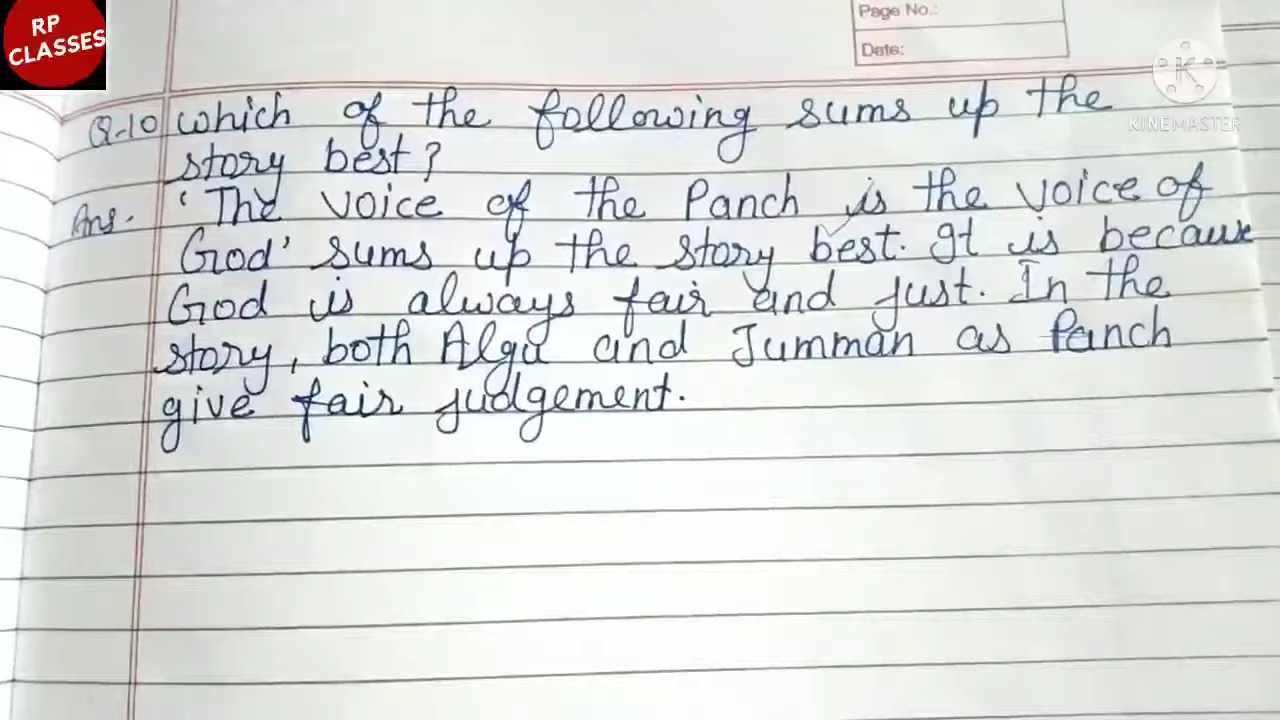 RP
CLASSES
Page No.:
Date:
KINEMASTER
Q.10 which of the following sums up the
story best?
Ans. 'The voice of the Panch is the voice of
God' sums up the story best. It is because
God is always fair and just. In the
story, both Algu and Jumman as Panch
give fair judgement.